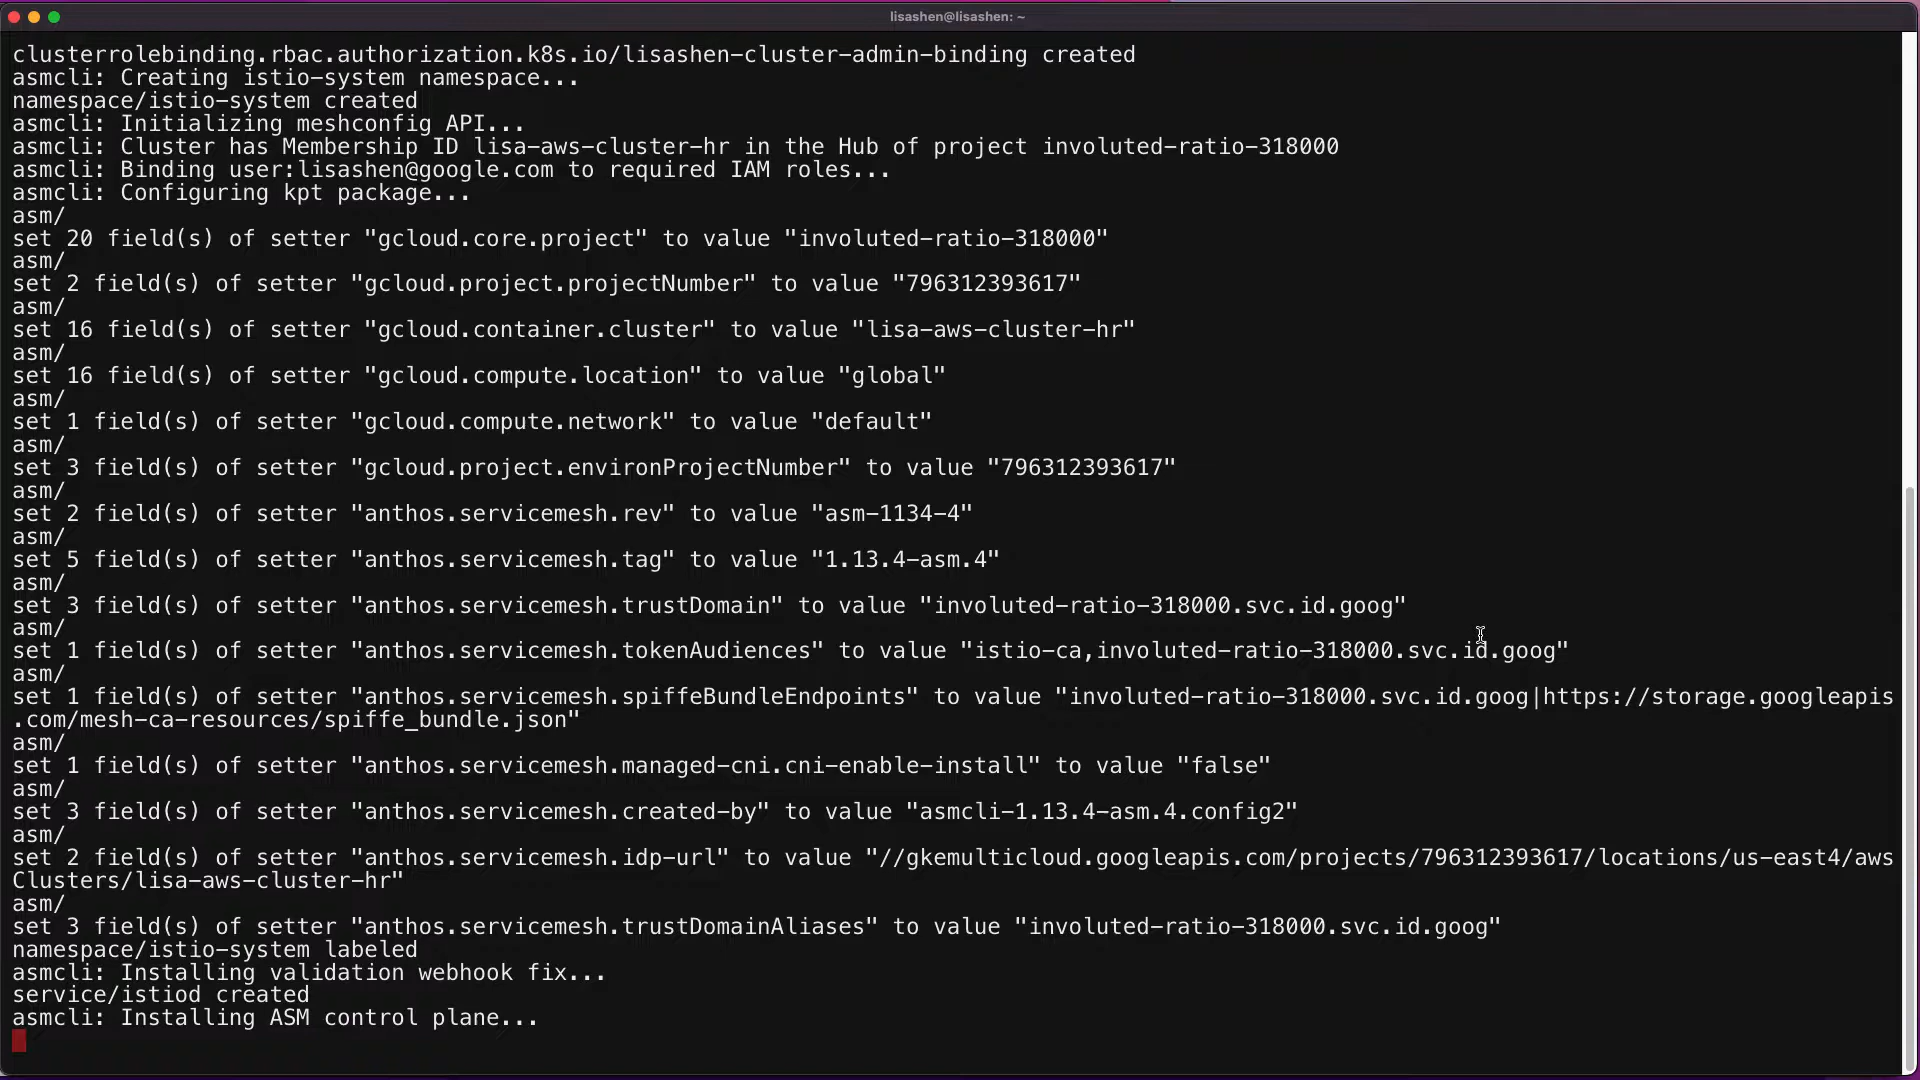 lisashen@lisashen: ~
clusterrolebinding.rbac.authorization.k8s.io/lisashen-cluster-admin-binding created
asmcli: Creating istio-system namespace...
namespace/istio-system created
asmcli: Initializing meshconfig API...
asmcli: Cluster has Membership ID lisa-aws-cluster-hr in the Hub of project involuted-ratio-318000
asmcli: Binding user:lisashen@google.com to required IAM roles...
asmcli: Configuring kpt package...
asm/
set 20 field(s) of setter "gcloud.core.project" to value "involuted-ratio-318000"
asm/
set 2 field(s) of setter "gcloud.project.projectNumber" to value "796312393617"
asm/
set 16 field(s) of setter "gcloud.container.cluster" to value "lisa-aws-cluster-hr"
asm/
set 16 field(s) of setter "gcloud.compute.location" to value "global"
asm/
set 1 field(s) of setter "gcloud.compute.network" to value "default"
asm/
set 3 field(s) of setter "gcloud.project.environProjectNumber" to value "796312393617"
asm/
set 2 field(s) of setter "anthos.servicemesh.rev" to value "asm-1134-4"
asm/
set 5 field(s) of setter "anthos.servicemesh.tag" to value "1.13.4-asm.4"
asm/
set 3 field(s) of setter "anthos.servicemesh.trustDomain" to value "involuted-ratio-318000.svc.id.goog"
asm/
set 1 field(s) of setter "anthos.servicemesh.tokenAudiences" to value "istio-ca,involuted-ratio-318000.svc.id.goog"
asm/
set 1 field(s) of setter "anthos.servicemesh.spiffeBundleEndpoints" to value "involuted-ratio-318000.svc.id.goog|https://storage.googleapis
.com/mesh-ca-resources/spiffe_bundle.json"
asm/
set 1 field(s) of setter "anthos.servicemesh.managed-cni.cni-enable-install" to value "false"
asm/
set 3 field(s) of setter "anthos.servicemesh.created-by" to value "asmcli-1.13.4-asm.4.config2"
asm/
set 2 field(s) of setter "anthos.servicemesh.idp-url" to value "//gkemulticloud.googleapis.com/projects/796312393617/locations/us-east4/aws
Clusters/lisa-aws-cluster-hr"
asm/
set 3 field(s) of setter "anthos.servicemesh.trustDomainAliases" to value "involuted-ratio-318000.svc.id.goog"
namespace/istio-system labeled
asmcli: Installing validation webhook fix...
service/istiod created
asmcli: Installing ASM control plane...